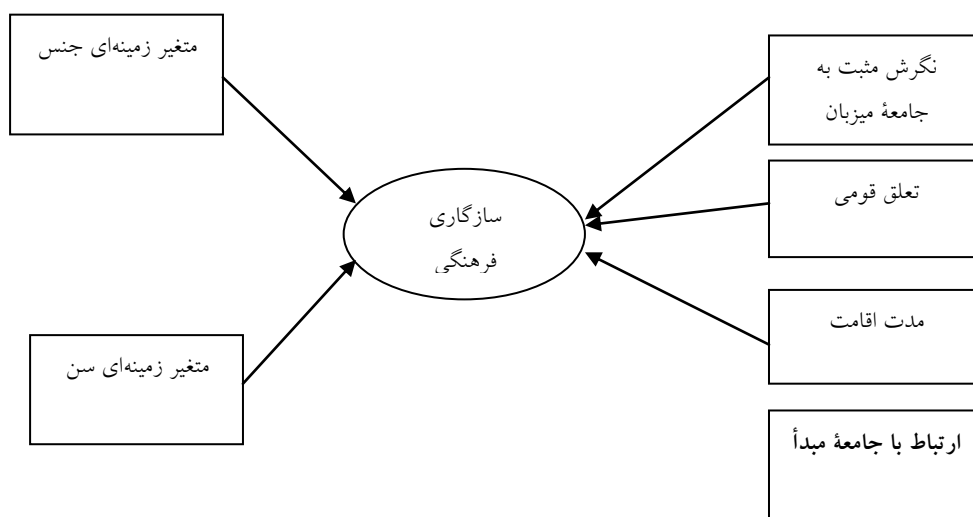 متغیر زمینه‌ای جنس
نگرش مثبت به
جامعهٔ میزبان
تعلق قومی
سازگاری
فرهنگی
مدت اقامت
متغیر زمینه‌ای سن
ارتباط با جامعهٔ مبدأ